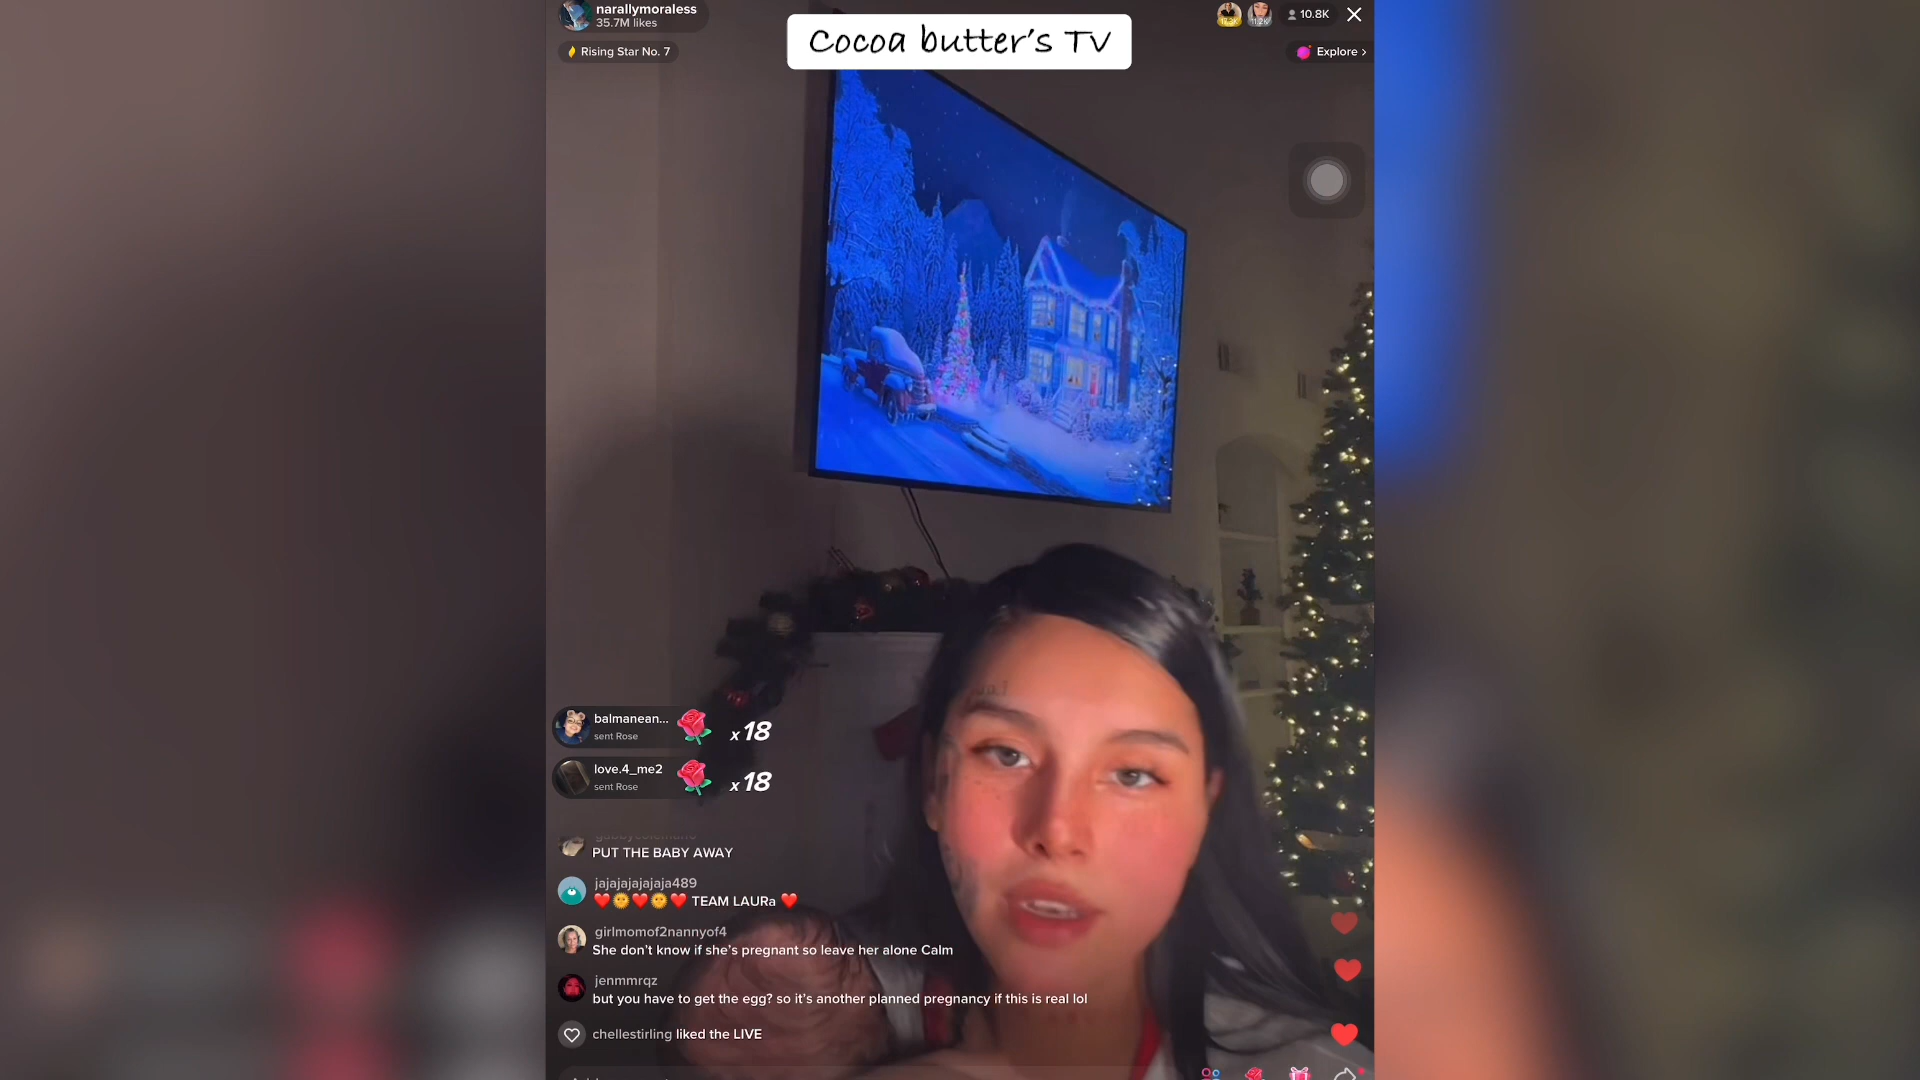 narallymoraless
35.7M likes
10.8K
Rising Star No. 7
Cocoa butter's TV
Explore >
balmanean...
sent Rose
x 18
love.4_me2
sent Rose
x 18
PUT THE BABY AWAY
jajajajajajaja489
❤️🌞❤️🌞❤️ TEAM LAURa ❤️
girlmomof2nannyof4
She don't know if she's pregnant so leave her alone Calm
jenmmrqz
but you have to get the egg? so it's another planned pregnancy if this is real lol
chellestirling liked the LIVE